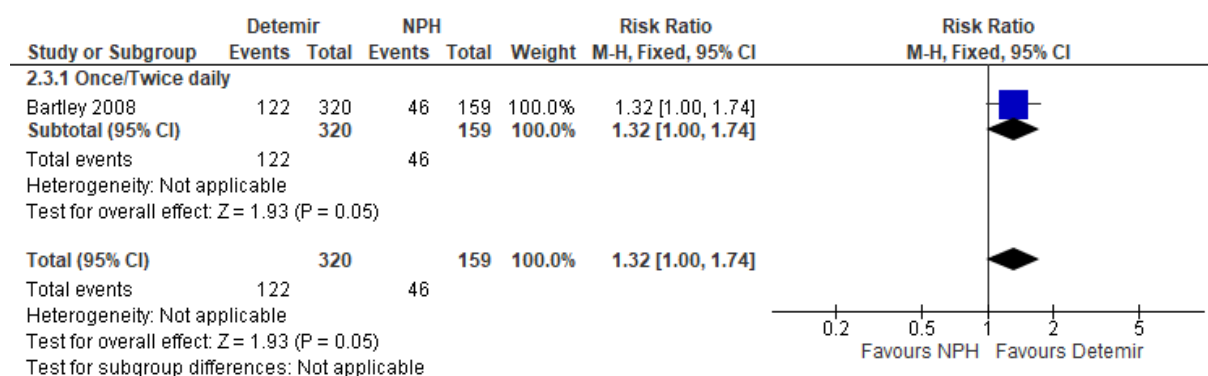 Detemir NPH Risk Ratio Risk Ratio
Study or Subgroup Events Total Events Total Weight M-H, Fixed, 95% CI M-H, Fixed, 95% CI
2.3.1 Once/Twice daily
Bartley 2008 122 320 46 159 100.0% 1.32 [1.00, 1.74]
Subtotal (95% CI) 320 159 100.0% 1.32 [1.00, 1.74]
Total events 122 46
Heterogeneity: Not applicable
Test for overall effect: Z = 1.93 (P = 0.05)
Total (95% CI) 320 159 100.0% 1.32 [1.00, 1.74]
Total events 122 46
Heterogeneity: Not applicable
Test for overall effect: Z = 1.93 (P = 0.05)
Test for subgroup differences: Not applicable
0.2 0.5 1 2 5
Favours NPH Favours Detemir